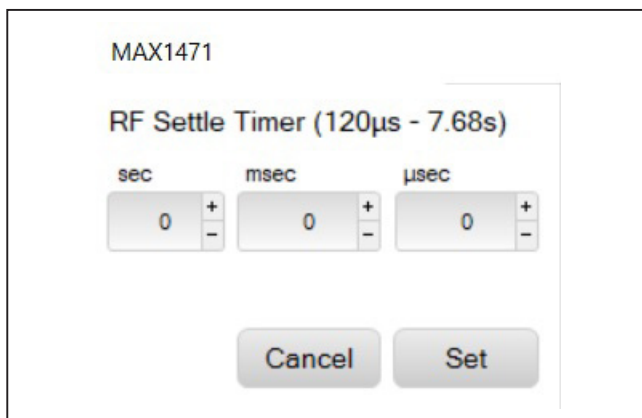 MAX1471
RF Settle Timer (120µs - 7.68s)
sec msec µsec
0 + - 0 + - 0 + -
Cancel Set